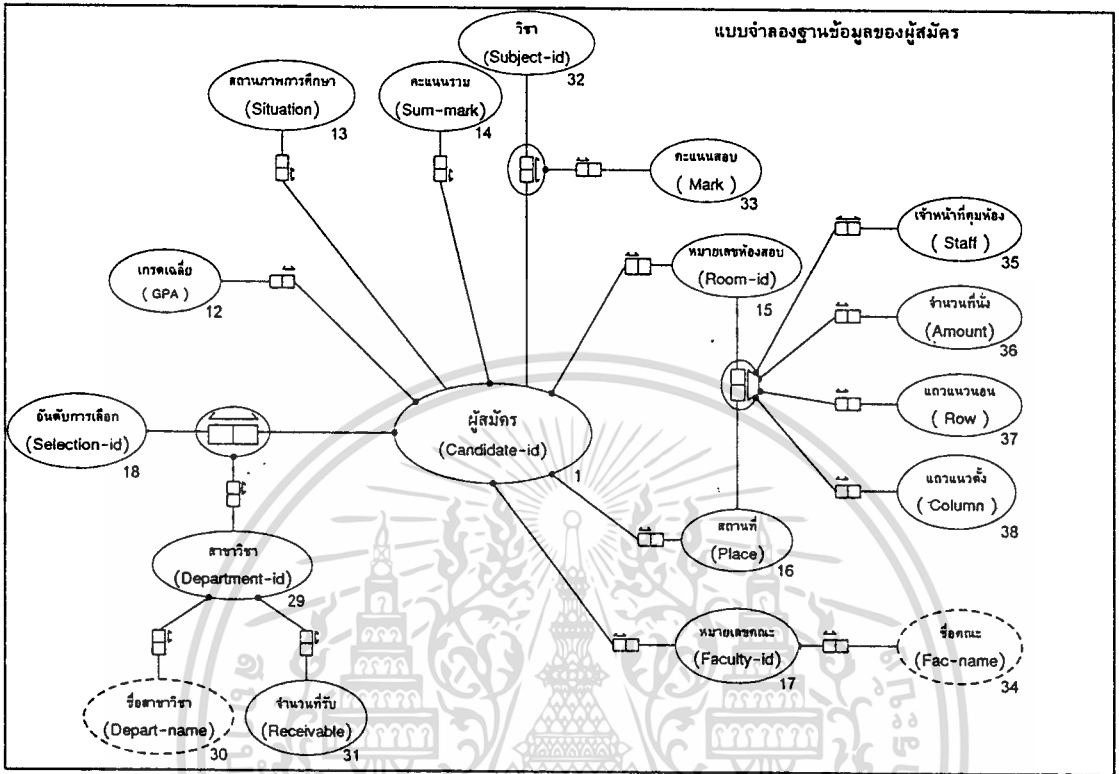 แบบจำลองฐานข้อมูลของผู้สมัคร
วิชา
(Subject-id)
32
สถานภาพการศึกษา
(Situation)
13
คะแนนรวม
(Sum-mark)
14
คะแนนสอบ
( Mark )
33
เกรดเฉลี่ย
( GPA )
12
หมายเลขห้องสอบ
(Room-id)
15
เจ้าหน้าที่คุมห้อง
( Staff )
35
จำนวนที่นั่ง
(Amount)
36
อันดับการเลือก
(Selection-id)
18
ผู้สมัคร
(Candidate-id)
1
แถวแนวนอน
( Row )
37
แถวแนวตั้ง
( Column )
38
สถานที่
(Place)
16
สาขาวิชา
(Department-id)
29
หมายเลขคณะ
(Faculty-id)
17
ชื่อคณะ
(Fac-name)
34
ชื่อสาขาวิชา
(Depart-name)
30
จำนวนที่รับ
(Receivable)
31